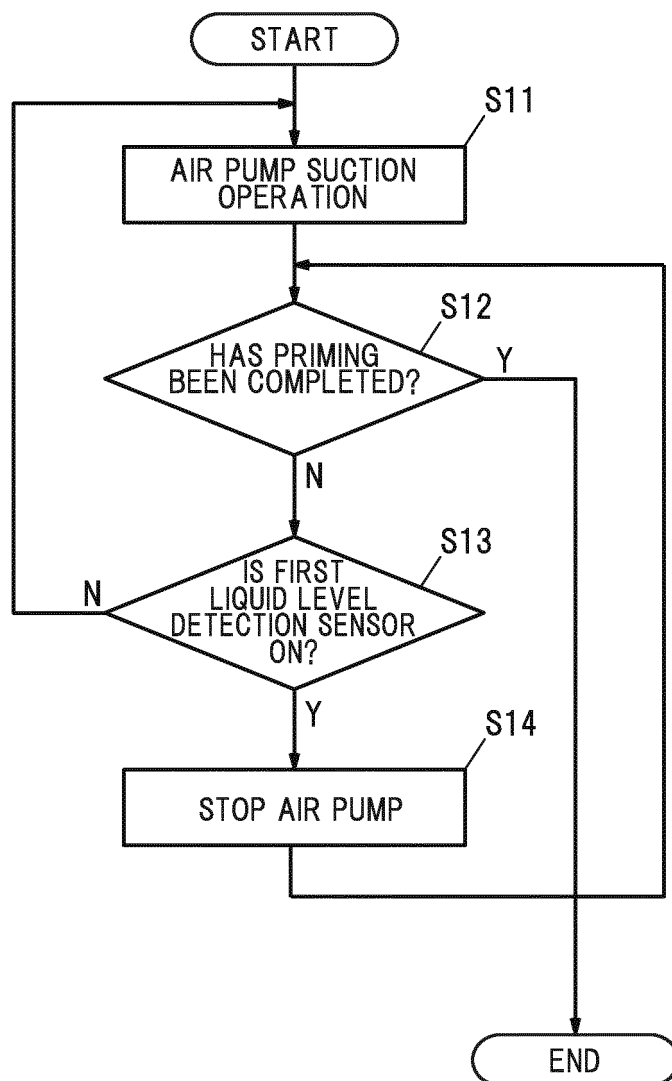 START
S11
AIR PUMP SUCTION
OPERATION
S12
HAS PRIMING
BEEN COMPLETED?
Y
N
S13
IS FIRST
LIQUID LEVEL
DETECTION SENSOR
ON?
N
Y
S14
STOP AIR PUMP
END